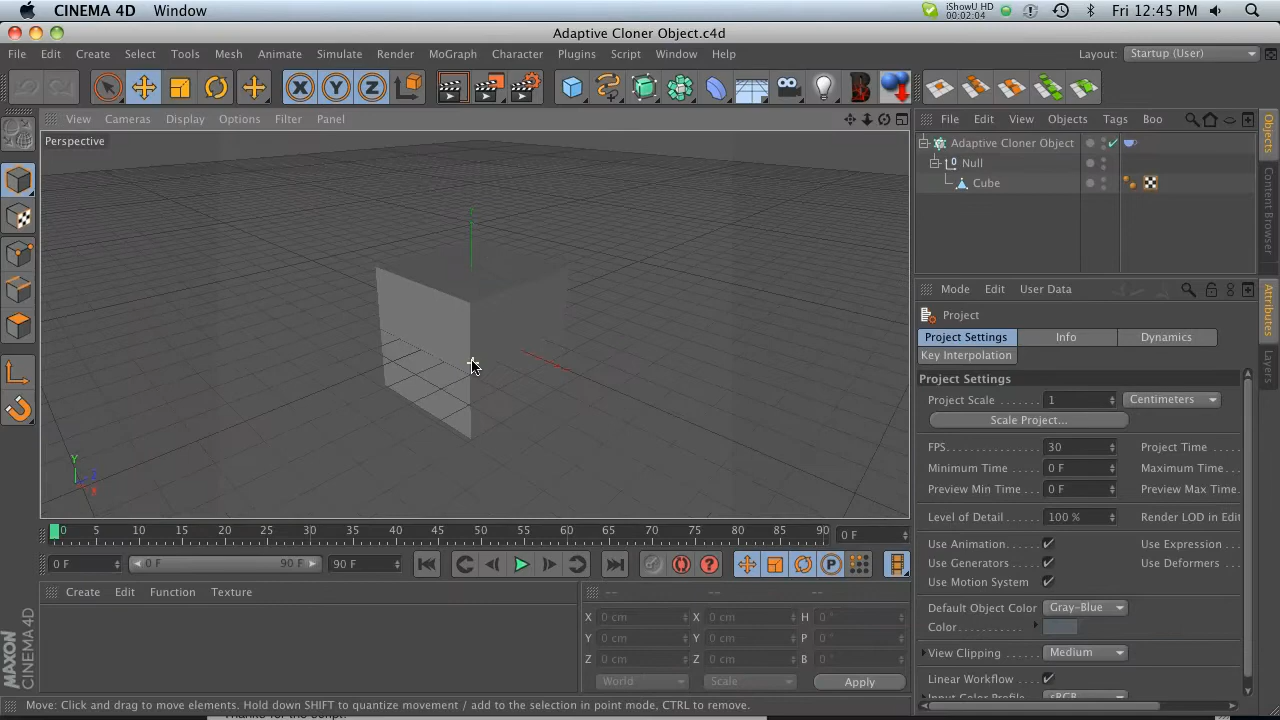 CINEMA 4D Window
iShowU HD
00:02:04
Fri 12:45 PM
Adaptive Cloner Object.c4d
File Edit Create Select Tools Mesh Animate Simulate Render MoGraph Character Plugins Script Window Help
Layout: Startup (User)
X Y Z
View Cameras Display Options Filter Panel
File Edit View Objects Tags Boo
Perspective
Adaptive Cloner Object
Null
Cube
Objects
Content Browser
Mode Edit User Data
Project
Project Settings Info Dynamics
Key Interpolation
Attributes
Layers
Project Settings
Project Scale . . . . . . . 1 Centimeters
Scale Project...
FPS. . . . . . . . . . . . . . . 30 Project Time . . . .
Minimum Time . . . . 0 F Maximum Time. . .
Preview Min Time . . . 0 F Preview Max Time.
Level of Detail . . . . . 100 % Render LOD in Edit
Use Animation. . . . . Use Expression . .
Use Generators . . . . Use Deformers . . .
Use Motion System
Default Object Color Gray-Blue
Color. . . . . . . . . . .
View Clipping . . . . Medium
Linear Workflow . . .
Input Color Profile . sRGB
Y
Z
X
0 5 10 15 20 25 30 35 40 45 50 55 60 65 70 75 80 85 90 0 F
0 F 0 F 90 F 90 F
Create Edit Function Texture
-- -- --
X 0 cm X 0 cm H 0 °
Y 0 cm Y 0 cm P 0 °
Z 0 cm Z 0 cm B 0 °
World Scale Apply
MAXON
CINEMA 4D
Move: Click and drag to move elements. Hold down SHIFT to quantize movement / add to the selection in point mode, CTRL to remove.